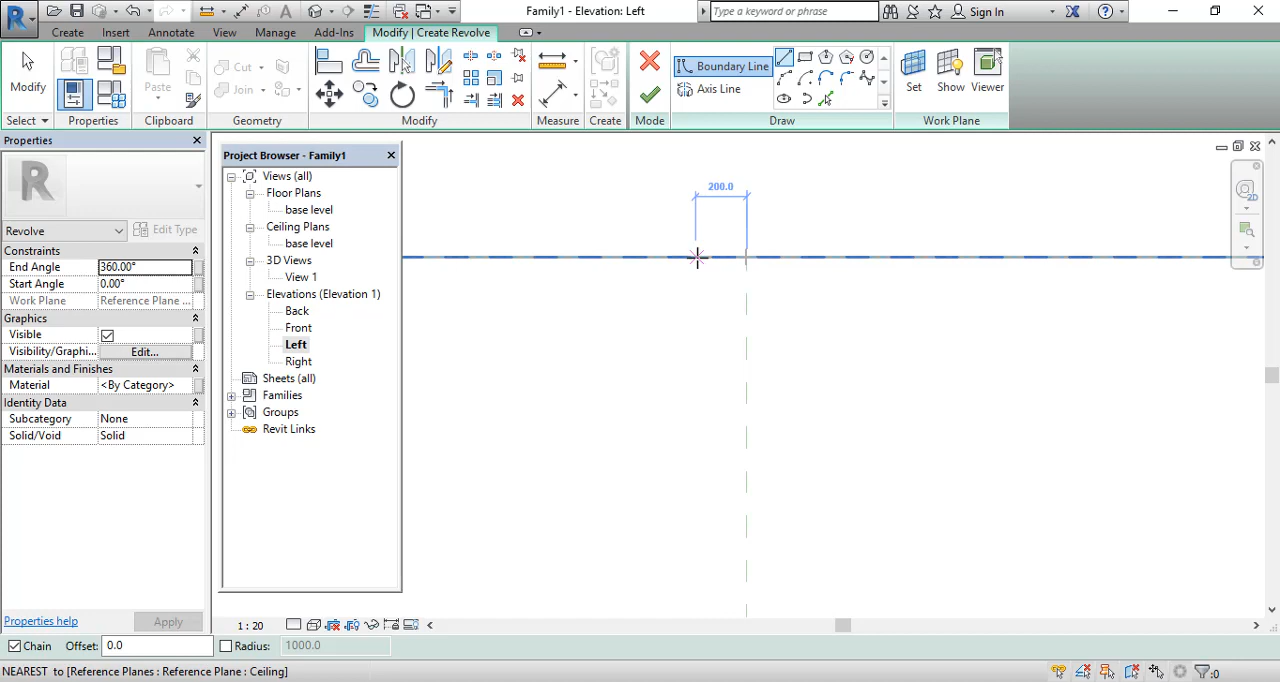 Family1 - Elevation: Left
Type a keyword or phrase
Sign In
Create
Insert
Annotate
View
Manage
Add-Ins
Modify | Create Revolve
Modify
Paste
Cut
Join
Boundary Line
Axis Line
Set
Show
Viewer
Select
Properties
Clipboard
Geometry
Modify
Measure
Create
Mode
Draw
Work Plane
Properties
R
Revolve
Edit Type
Constraints
End Angle 360.00°
Start Angle 0.00°
Work Plane Reference Plane ...
Graphics
Visible
Visibility/Graphi... Edit...
Materials and Finishes
Material <By Category>
Identity Data
Subcategory None
Solid/Void Solid
Properties help
Apply
Project Browser - Family1
Views (all)
Floor Plans
base level
Ceiling Plans
base level
3D Views
View 1
Elevations (Elevation 1)
Back
Front
Left
Right
Sheets (all)
Families
Groups
Revit Links
200.0
2D
1 : 20
Chain Offset: 0.0 Radius: 1000.0
NEAREST to [Reference Planes : Reference Plane : Ceiling]
:0